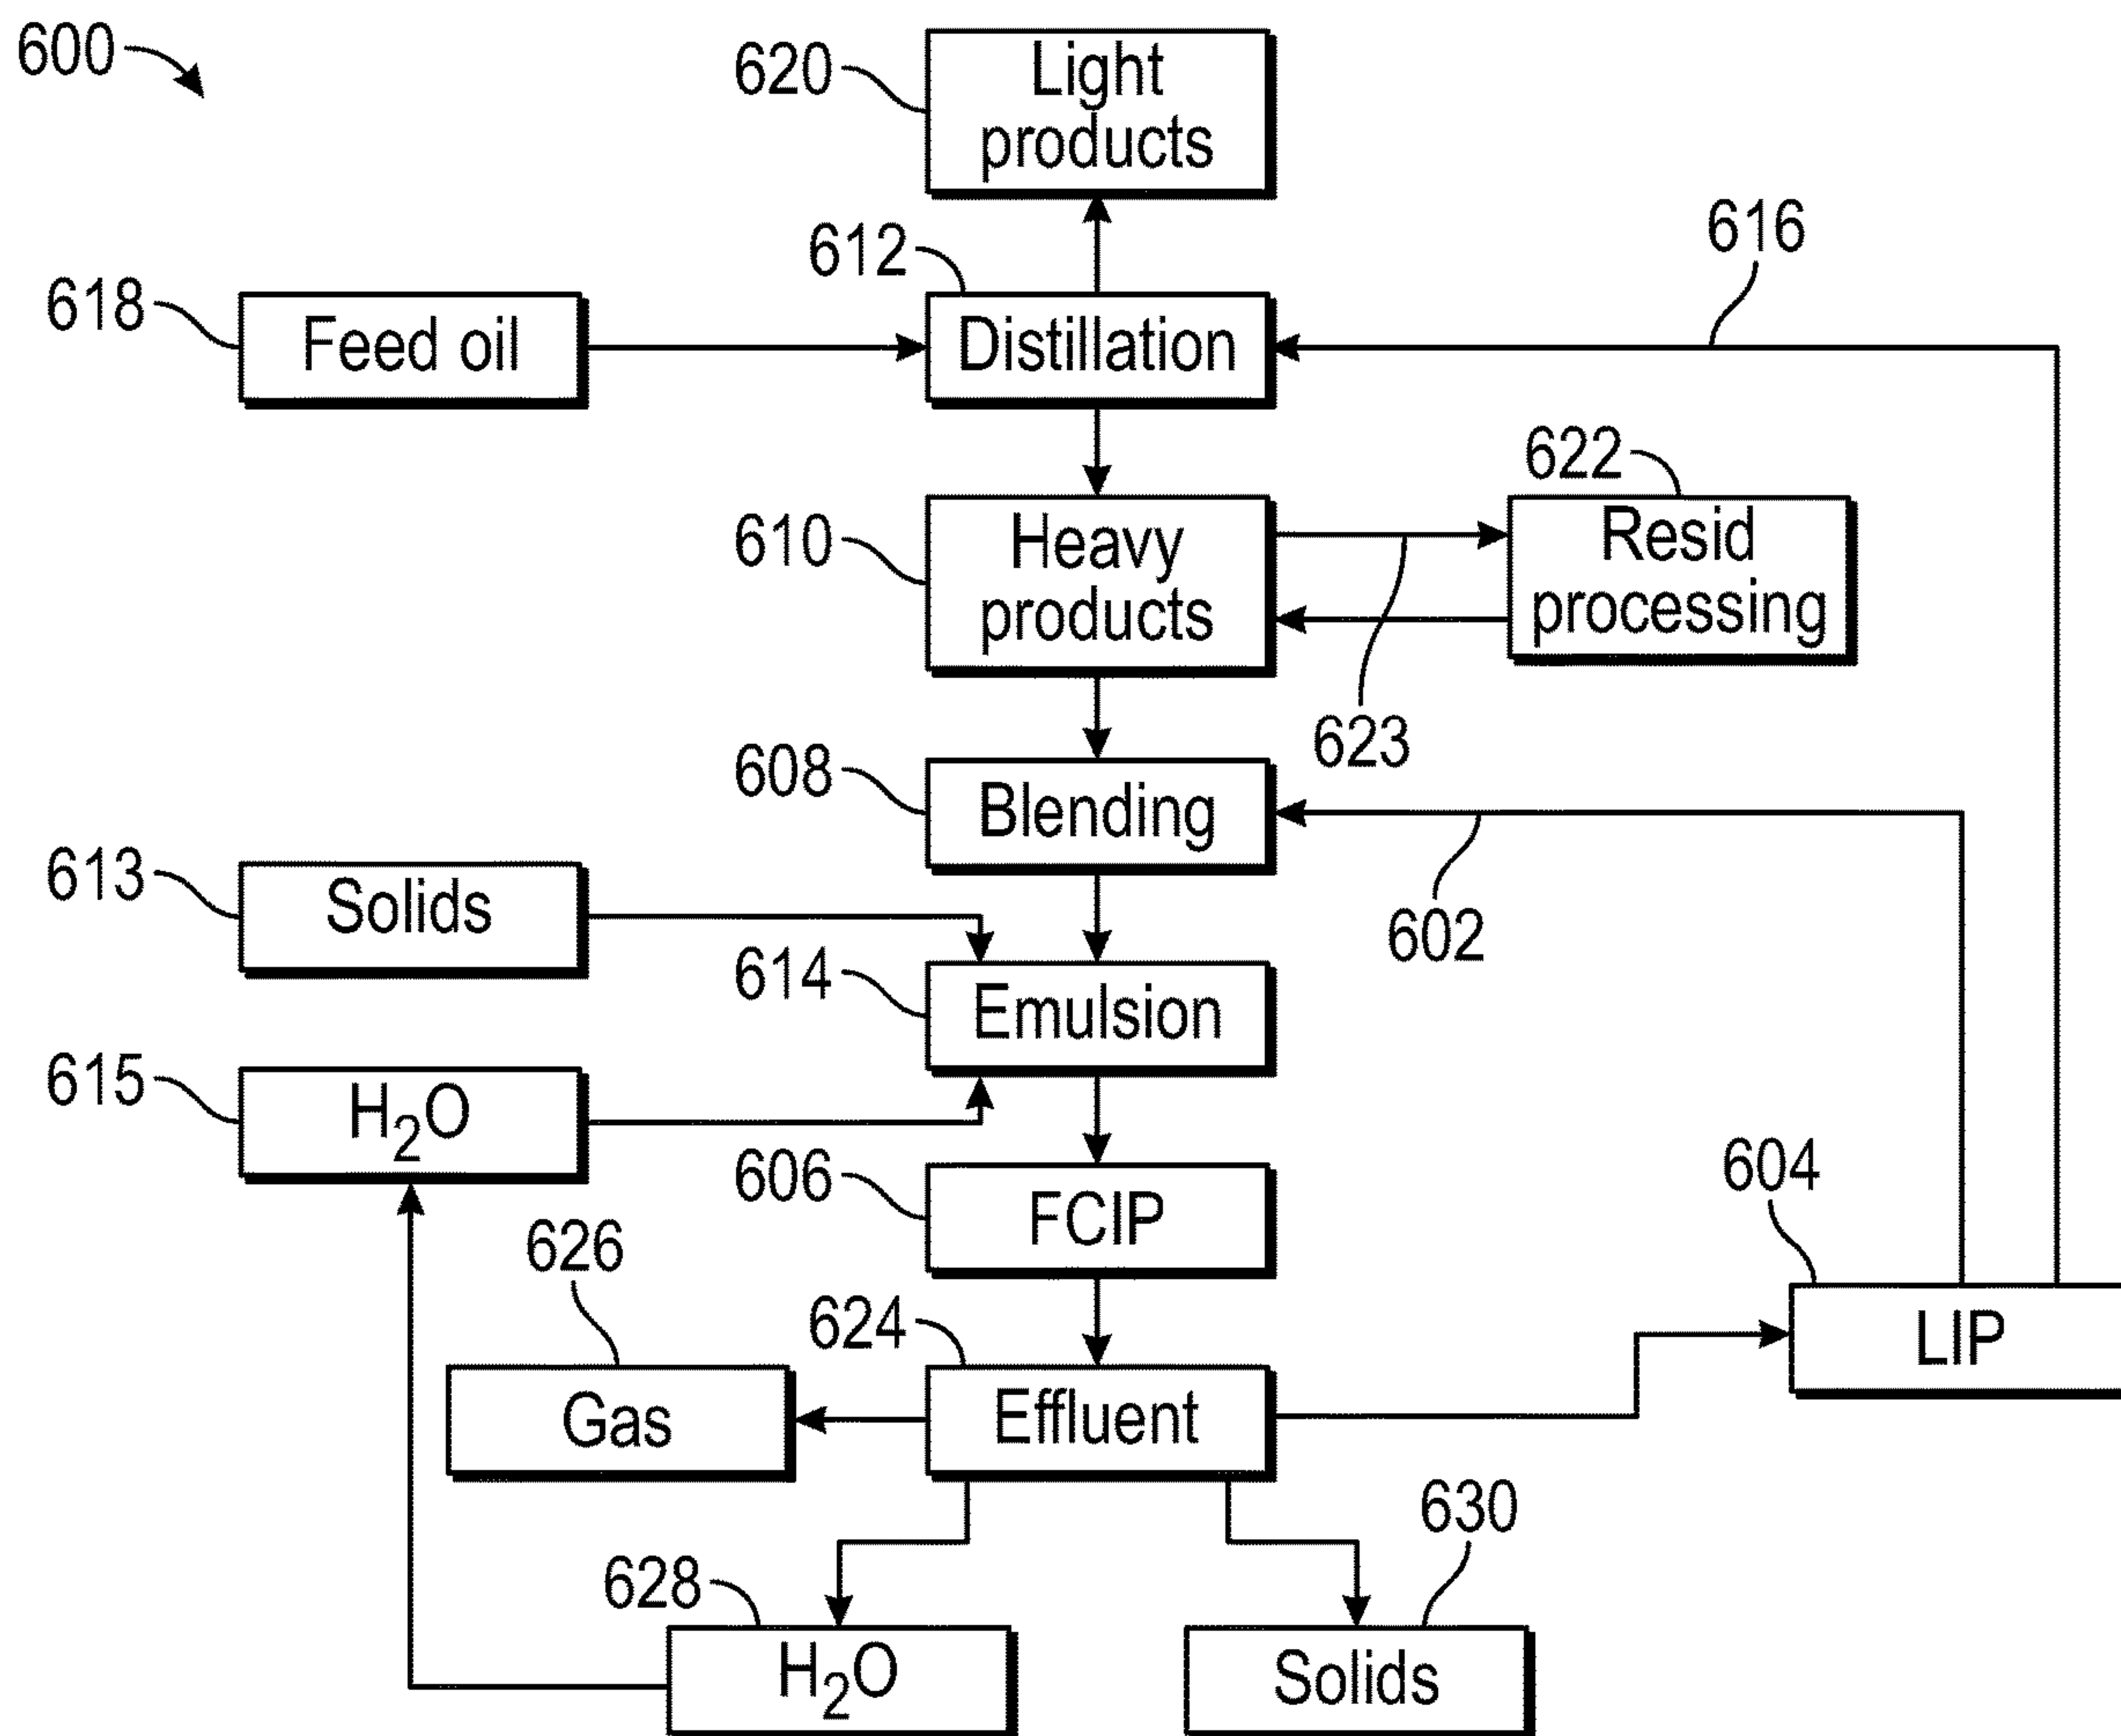 600
620
Light
products
612
616
618
Feed oil
Distillation
622
610
Heavy
products
Resid
processing
623
608
Blending
613
Solids
602
614
Emulsion
615
H₂O
606
FCIP
604
626
624
LIP
Gas
Effluent
630
628
H₂O
Solids